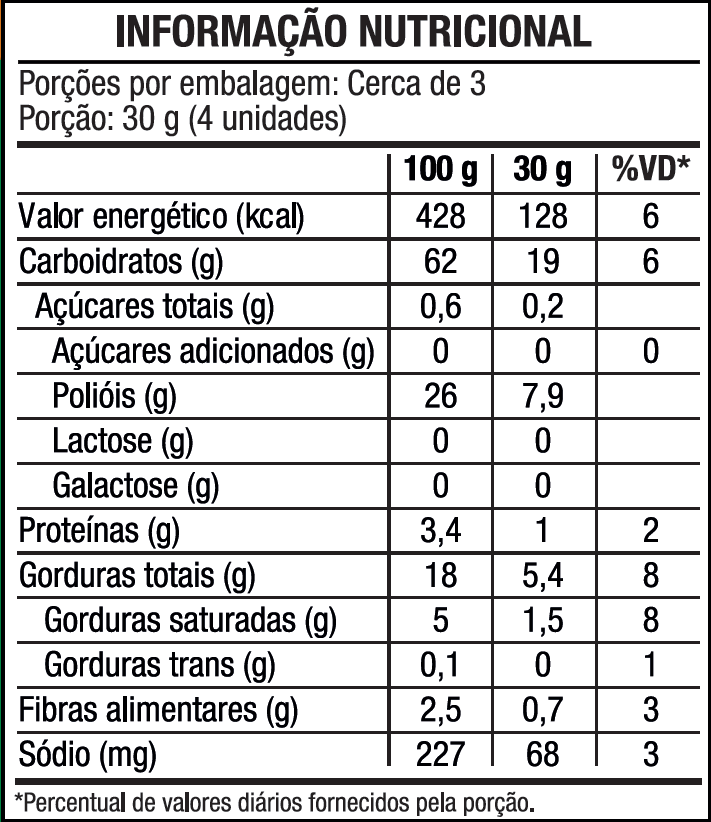 INFORMAÇÃO NUTRICIONAL
Porções por embalagem: Cerca de 3
Porção: 30 g (4 unidades)
100 g 30 g %VD*
Valor energético (kcal) 428 128 6
Carboidratos (g) 62 19 6
Açúcares totais (g) 0,6 0,2
Açúcares adicionados (g) 0 0 0
Polióis (g) 26 7,9
Lactose (g) 0 0
Galactose (g) 0 0
Proteínas (g) 3,4 1 2
Gorduras totais (g) 18 5,4 8
Gorduras saturadas (g) 5 1,5 8
Gorduras trans (g) 0,1 0 1
Fibras alimentares (g) 2,5 0,7 3
Sódio (mg) 227 68 3
*Percentual de valores diários fornecidos pela porção.